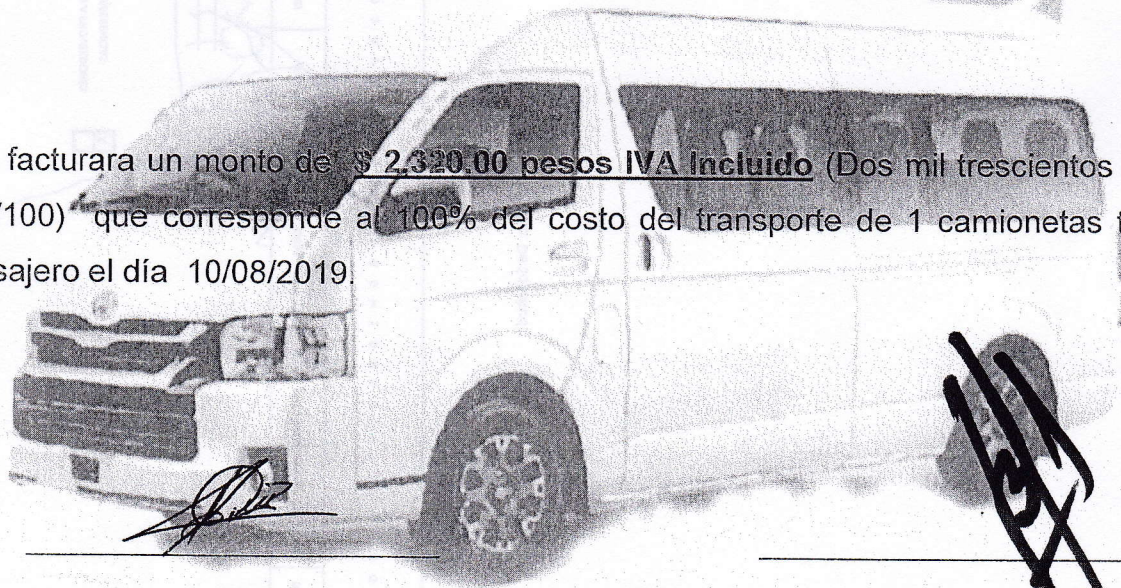 facturara un monto de $ 2,320.00 pesos IVA Incluido (Dos mil trescientos
/100) que corresponde al 100% del costo del transporte de 1 camionetas
sajero el día 10/08/2019.